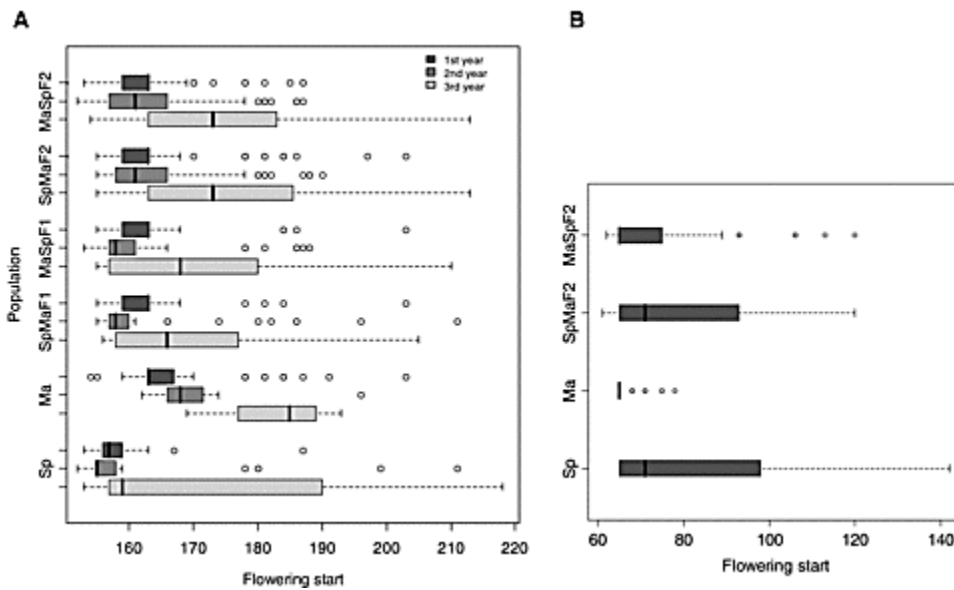 A
1st year
2nd year
3rd year
Population
MaSpF2
SpMaF2
MaSpF1
SpMaF1
Ma
Sp
160 170 180 190 200 210 220
Flowering start
B
MaSpF2
SpMaF2
Ma
Sp
60 80 100 120 140
Flowering start